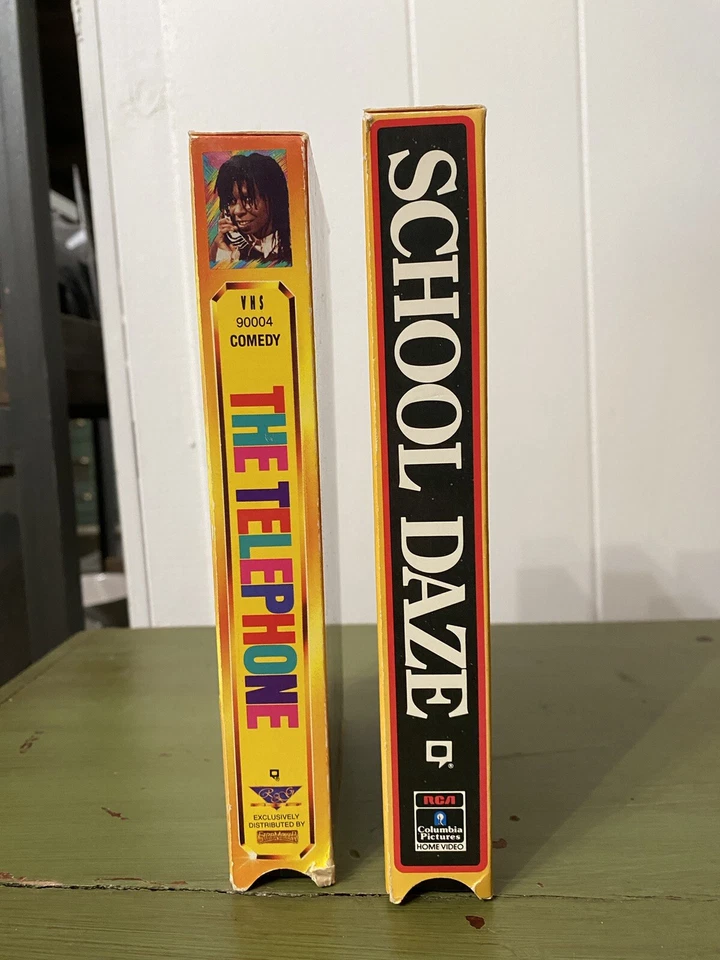 VHS
90004
COMEDY
THE TELEPHONE
EXCLUSIVELY
DISTRIBUTED BY
SCHOOL DAZE
RCA
Columbia
Pictures
HOME VIDEO